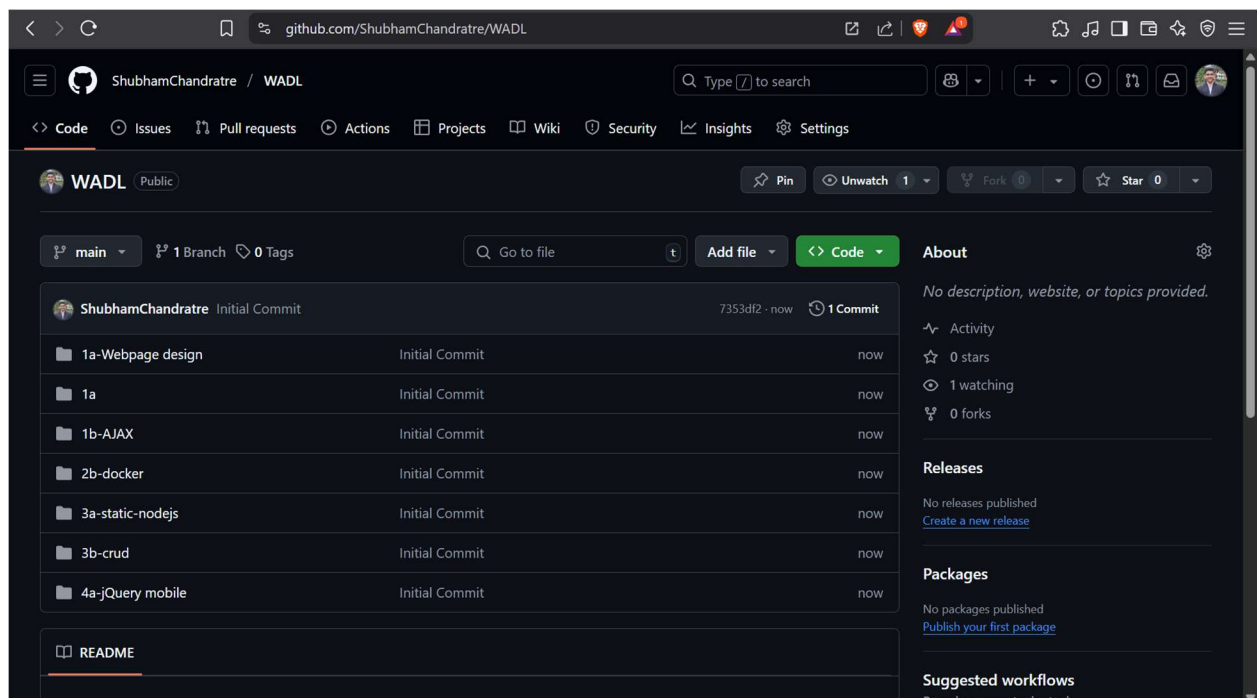 github.com/ShubhamChandratre/WADL
ShubhamChandratre / WADL
Type / to search
Code Issues Pull requests Actions Projects Wiki Security Insights Settings
WADL Public
Pin Unwatch 1 Fork 0 Star 0
main 1 Branch 0 Tags
Go to file t
Add file Code
ShubhamChandratre Initial Commit 7353df2 · now 1 Commit
1a-Webpage design Initial Commit now
1a Initial Commit now
1b-AJAX Initial Commit now
2b-docker Initial Commit now
3a-static-nodejs Initial Commit now
3b-crud Initial Commit now
4a-jQuery mobile Initial Commit now
README
About
No description, website, or topics provided.
Activity
0 stars
1 watching
0 forks
Releases
No releases published
Create a new release
Packages
No packages published
Publish your first package
Suggested workflows